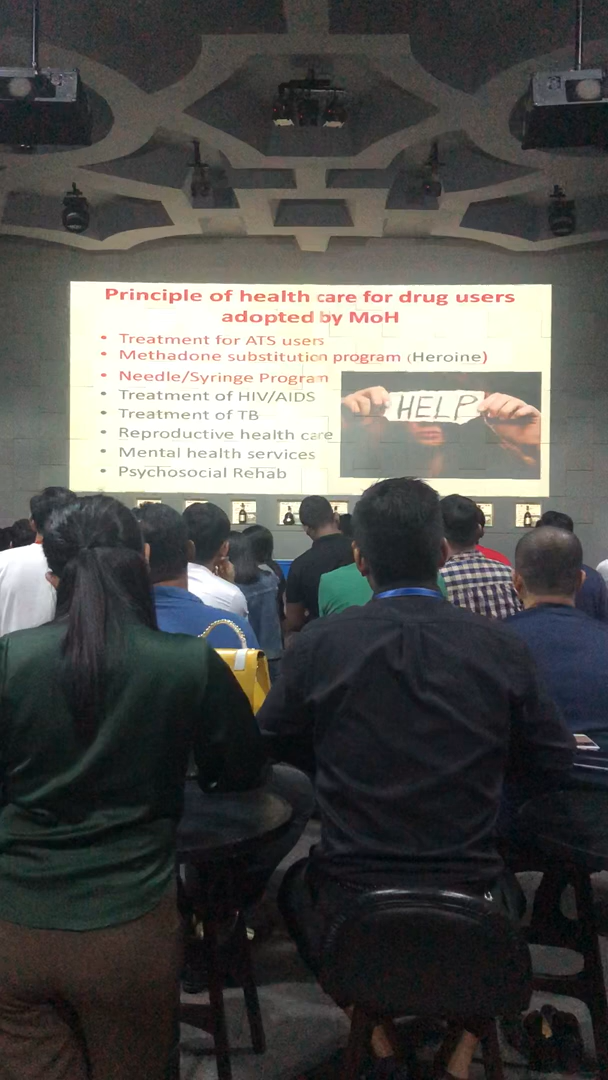 Principle of health care for drug users
adopted by MoH
• Treatment for ATS users
• Methadone substitution program (Heroine)
• Needle/Syringe Program
• Treatment of HIV/AIDS
• Treatment of TB
• Reproductive health care
• Mental health services
• Psychosocial Rehab
HELP